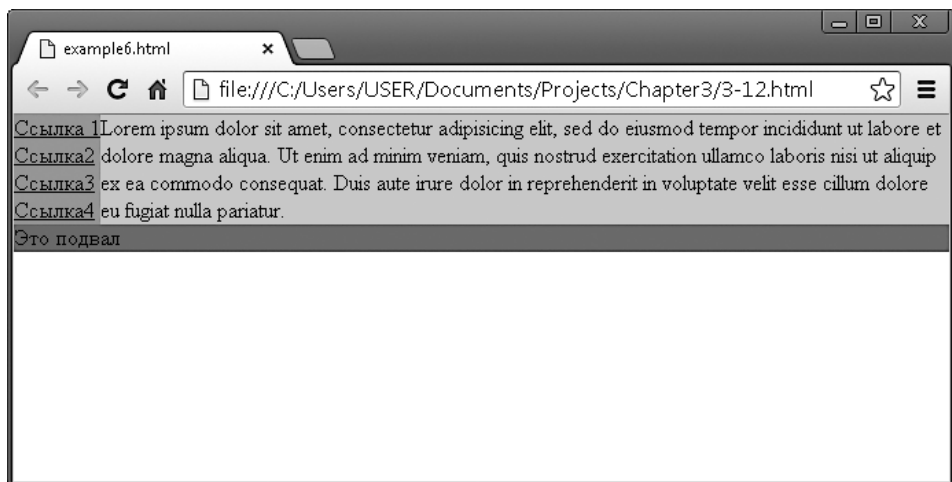 example6.html
file:///C:/Users/USER/Documents/Projects/Chapter3/3-12.html
Ссылка 1
Ссылка2
Ссылка3
Ссылка4
Lorem ipsum dolor sit amet, consectetur adipisicing elit, sed do eiusmod tempor incididunt ut labore et
dolore magna aliqua. Ut enim ad minim veniam, quis nostrud exercitation ullamco laboris nisi ut aliquip
ex ea commodo consequat. Duis aute irure dolor in reprehenderit in voluptate velit esse cillum dolore
eu fugiat nulla pariatur.
Это подвал